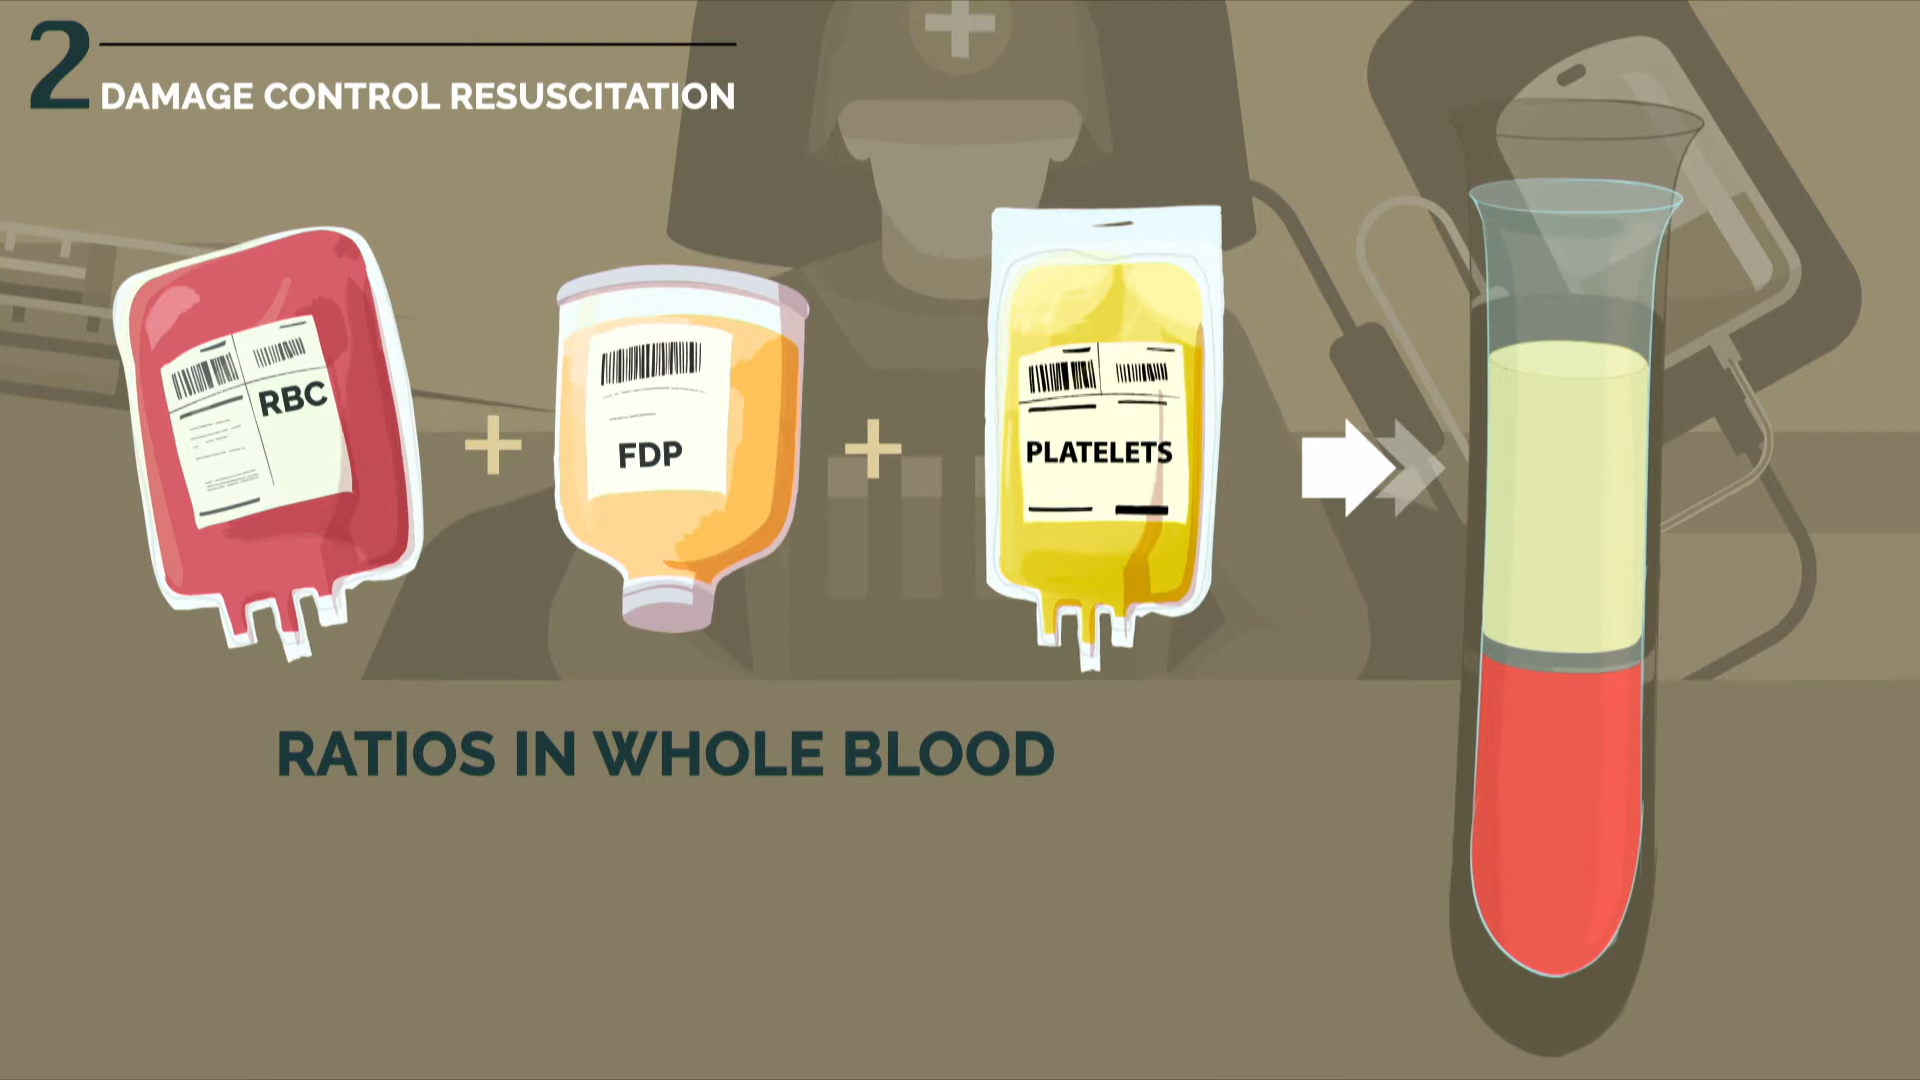 2
DAMAGE CONTROL RESUSCITATION
RBC
FDP
PLATELETS
RATIOS IN WHOLE BLOOD